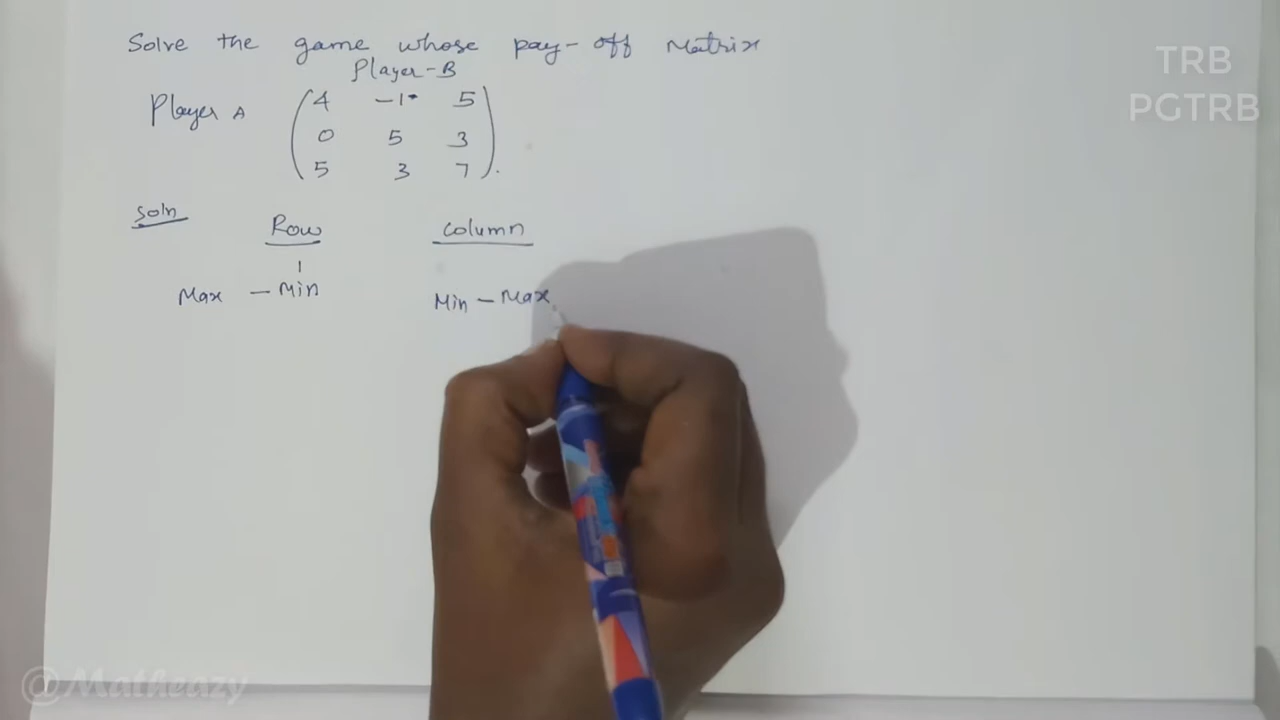 Solve the game whose pay-off Matrix
Player-B
Player A
4 -1 5
0 5 3
5 3 7
Soln
Row Column
Max - Min Min - Max
TRB
PGTRB
@Matheazy